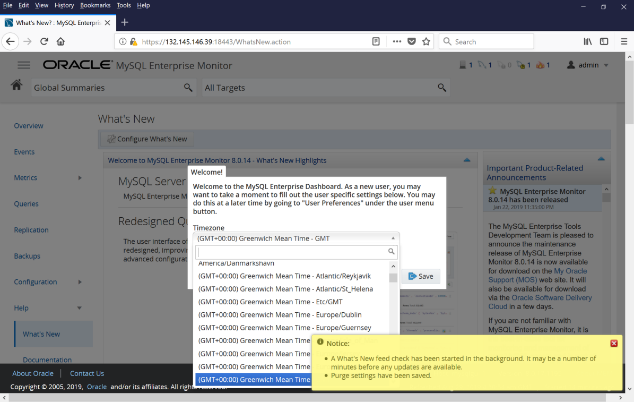 File Edit View History Bookmarks Tools Help
What's New? : MySQL Enterpris
https://132.145.146.39:18443/WhatsNew.action
Search
ORACLE MySQL Enterprise Monitor
1 1 0 1 1 admin
Global Summaries All Targets
Overview
Events
Metrics
Queries
Replication
Backups
Configuration
Help
What's New
Documentation
What's New
Configure What's New
Welcome to MySQL Enterprise Monitor 8.0.14 - What's New Highlights
MySQL Server
MySQL Enterprise M
Redesigned Q
The user interface o
redesigned, improvi
advanced configurat
Welcome!
Welcome to the MySQL Enterprise Dashboard. As a new user, you may
want to take a moment to fill out the user specific settings below. You may
do this at a later time by going to "User Preferences" under the user menu
button.
Timezone
(GMT+00:00) Greenwich Mean Time - GMT
America/Danmarkshavn
(GMT+00:00) Greenwich Mean Time - Atlantic/Reykjavik
(GMT+00:00) Greenwich Mean Time - Atlantic/St_Helena
(GMT+00:00) Greenwich Mean Time - Etc/GMT
(GMT+00:00) Greenwich Mean Time - Europe/Dublin
(GMT+00:00) Greenwich Mean Time - Europe/Guernsey
(GMT+00:00) Greenwich Mean Time
(GMT+00:00) Greenwich Mean Time
(GMT+00:00) Greenwich Mean Time
(GMT+00:00) Greenwich Mean Time
Save
Important Product-Related
Announcements
MySQL Enterprise Monitor
8.0.14 has been released
Jan 22, 2019 11:33:00 PM
The MySQL Enterprise Tools
Development Team is pleased to
announce the maintenance
release of MySQL Enterprise
Monitor 8.0.14 is now available
for download on the My Oracle
Support (MOS) web site. It will
also be available for download
via the Oracle Software Delivery
Cloud in a few days.
If you are not familiar with
MySQL Enterprise Monitor, it is
Notice:
A What's New feed check has been started in the background. It may be a number of
minutes before any updates are available.
Purge settings have been saved.
About Oracle Contact Us
Copyright © 2005, 2019, Oracle and/or its affiliates. All rights